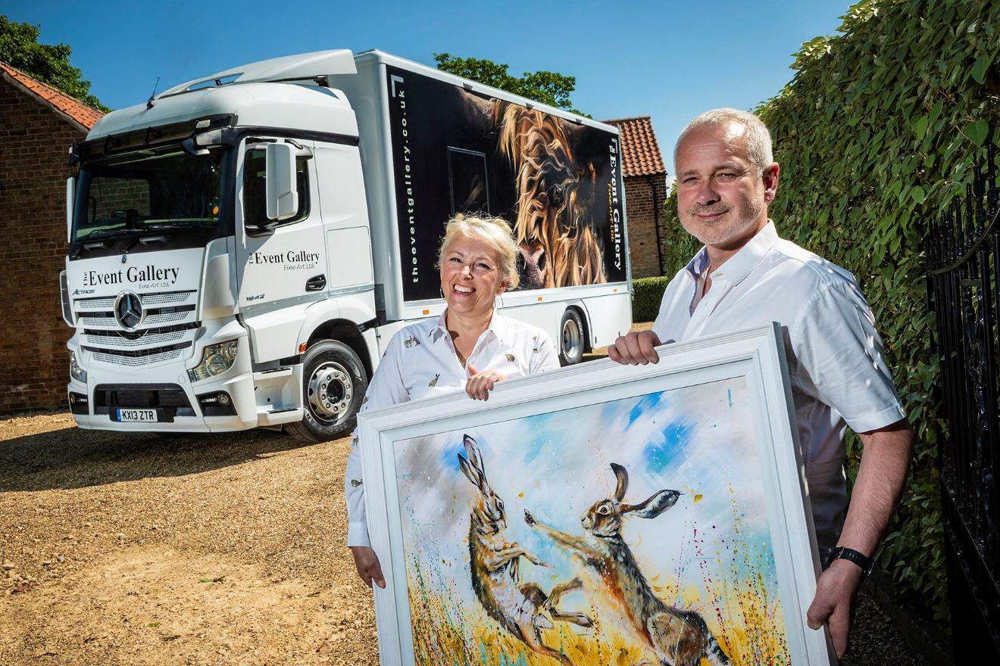 The Event Gallery
Fine Art Ltd
ACTROS
KX13 ZTR
The Event Gallery
Fine Art Ltd
1842
theeventgallery.co.uk
The Event Gallery
Fine Art Ltd